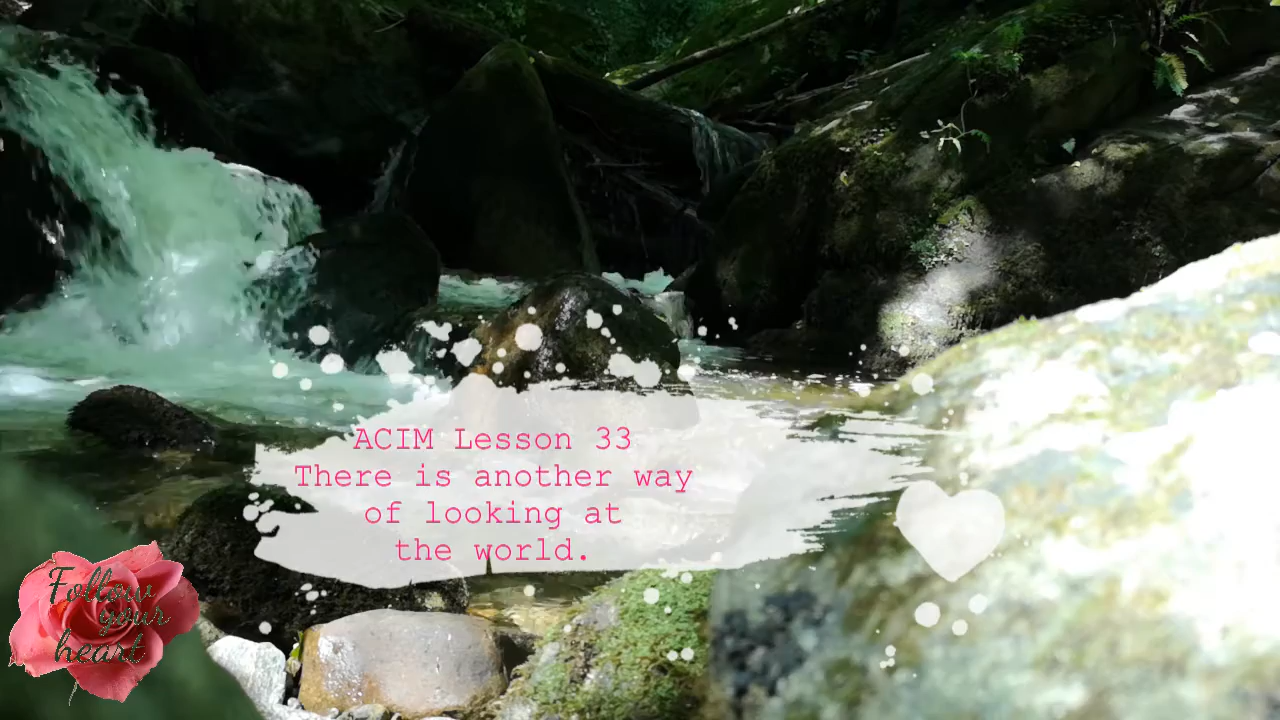 ACIM Lesson 33
There is another way
of looking at
the world.
Follow
your
heart